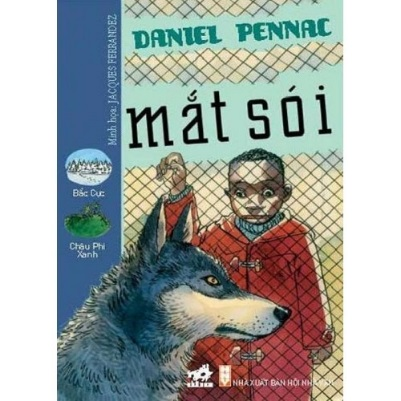 DANIEL PENNAC
Minh họa: JACQUES FERRANDEZ
mắt sói
Bắc Cực
Châu Phi
Xanh
NHÀ XUẤT BẢN HỘI NHÀ VĂN